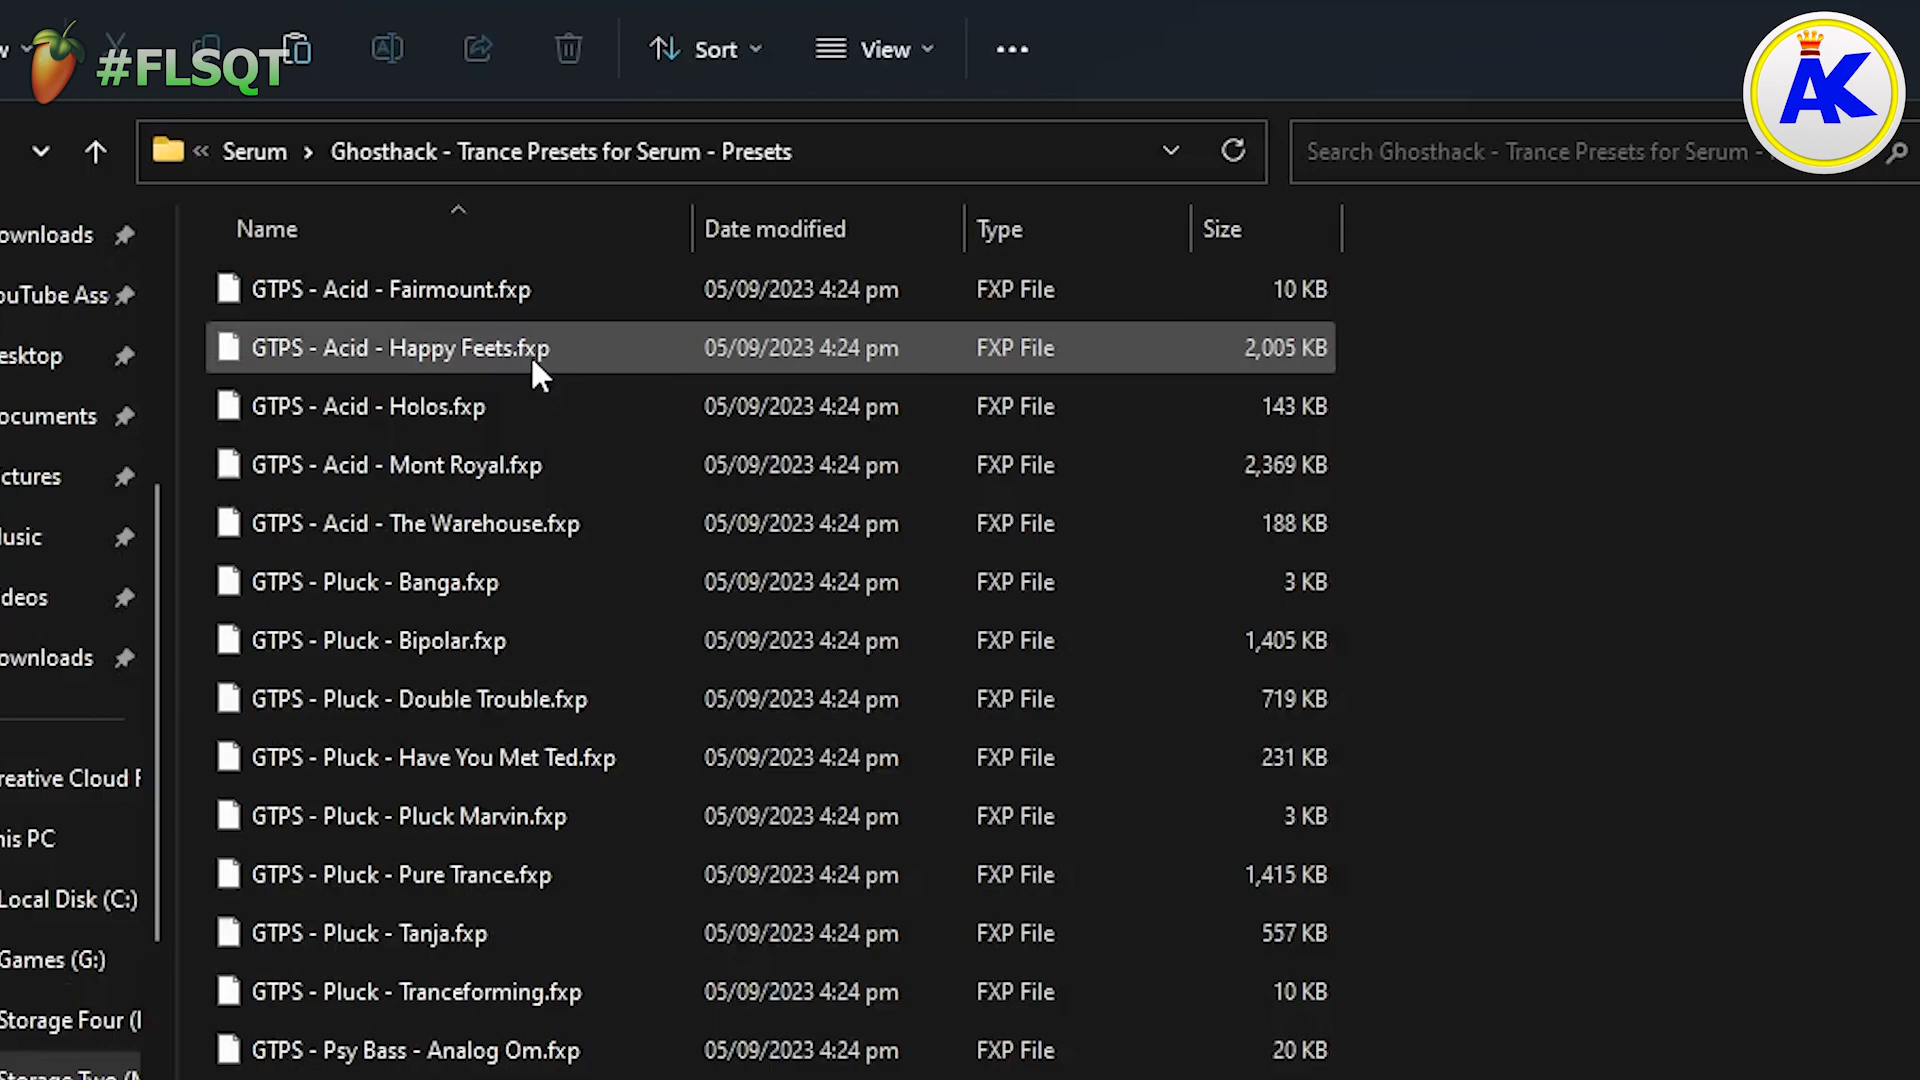 w
#FLSQT
Sort
View
AK
Serum > Ghosthack - Trance Presets for Serum - Presets
Search Ghosthack - Trance Presets for Serum -
Name Date modified Type Size
ownloads
ouTube Ass
esktop
ocuments
ctures
usic
deos
ownloads
reative Cloud F
his PC
Local Disk (C:)
Games (G:)
Storage Four (
GTPS - Acid - Fairmount.fxp 05/09/2023 4:24 pm FXP File 10 KB
GTPS - Acid - Happy Feets.fxp 05/09/2023 4:24 pm FXP File 2,005 KB
GTPS - Acid - Holos.fxp 05/09/2023 4:24 pm FXP File 143 KB
GTPS - Acid - Mont Royal.fxp 05/09/2023 4:24 pm FXP File 2,369 KB
GTPS - Acid - The Warehouse.fxp 05/09/2023 4:24 pm FXP File 188 KB
GTPS - Pluck - Banga.fxp 05/09/2023 4:24 pm FXP File 3 KB
GTPS - Pluck - Bipolar.fxp 05/09/2023 4:24 pm FXP File 1,405 KB
GTPS - Pluck - Double Trouble.fxp 05/09/2023 4:24 pm FXP File 719 KB
GTPS - Pluck - Have You Met Ted.fxp 05/09/2023 4:24 pm FXP File 231 KB
GTPS - Pluck - Pluck Marvin.fxp 05/09/2023 4:24 pm FXP File 3 KB
GTPS - Pluck - Pure Trance.fxp 05/09/2023 4:24 pm FXP File 1,415 KB
GTPS - Pluck - Tanja.fxp 05/09/2023 4:24 pm FXP File 557 KB
GTPS - Pluck - Tranceforming.fxp 05/09/2023 4:24 pm FXP File 10 KB
GTPS - Psy Bass - Analog Om.fxp 05/09/2023 4:24 pm FXP File 20 KB